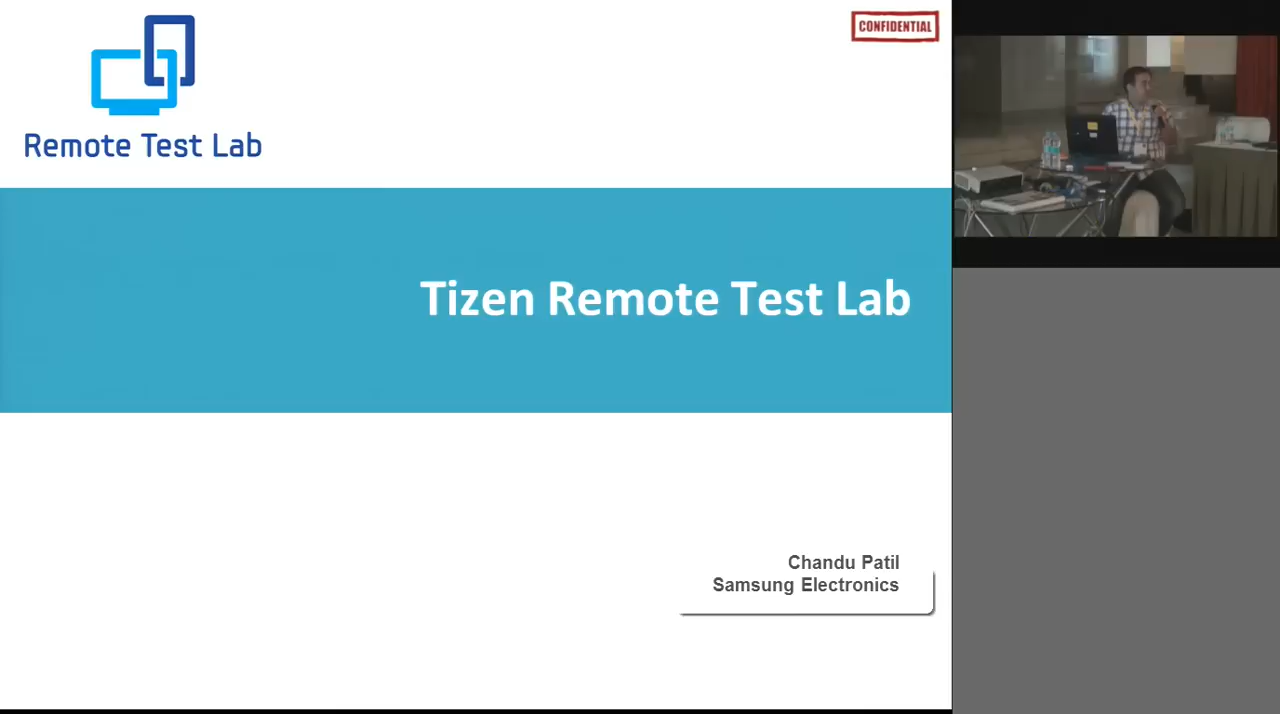 CONFIDENTIAL
Remote Test Lab
Tizen Remote Test Lab
Chandu Patil
Samsung Electronics